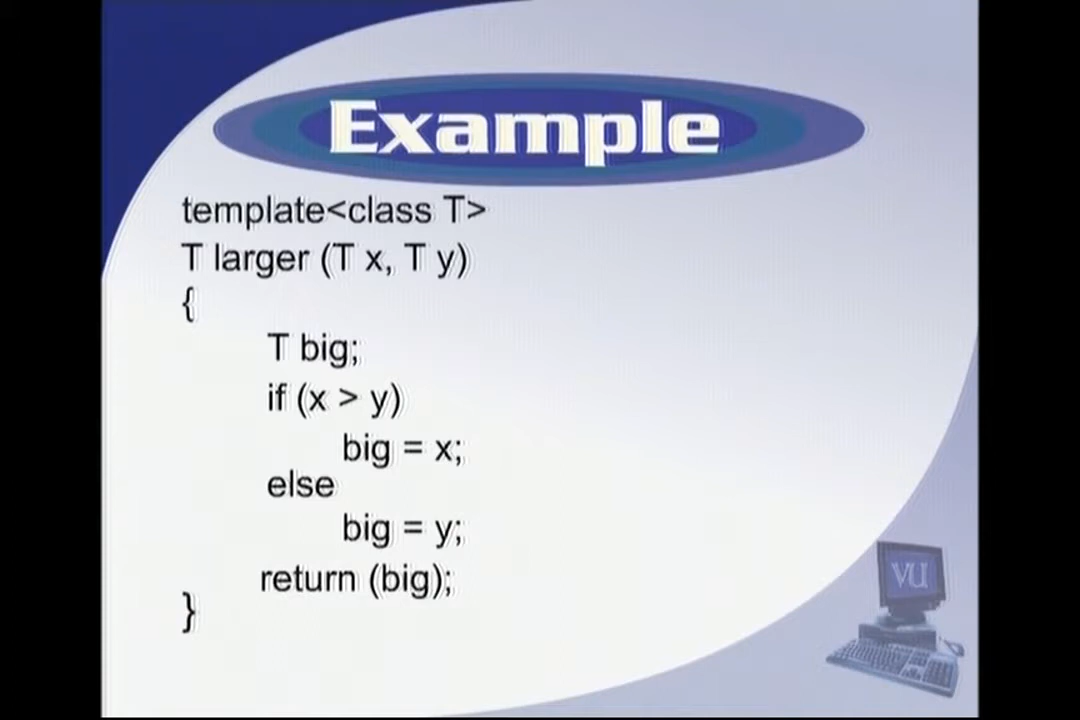 Example
template<class T>
T larger (T x, T y)
{
T big;
if (x > y)
big = x;
else
big = y;
return (big);
}
VU